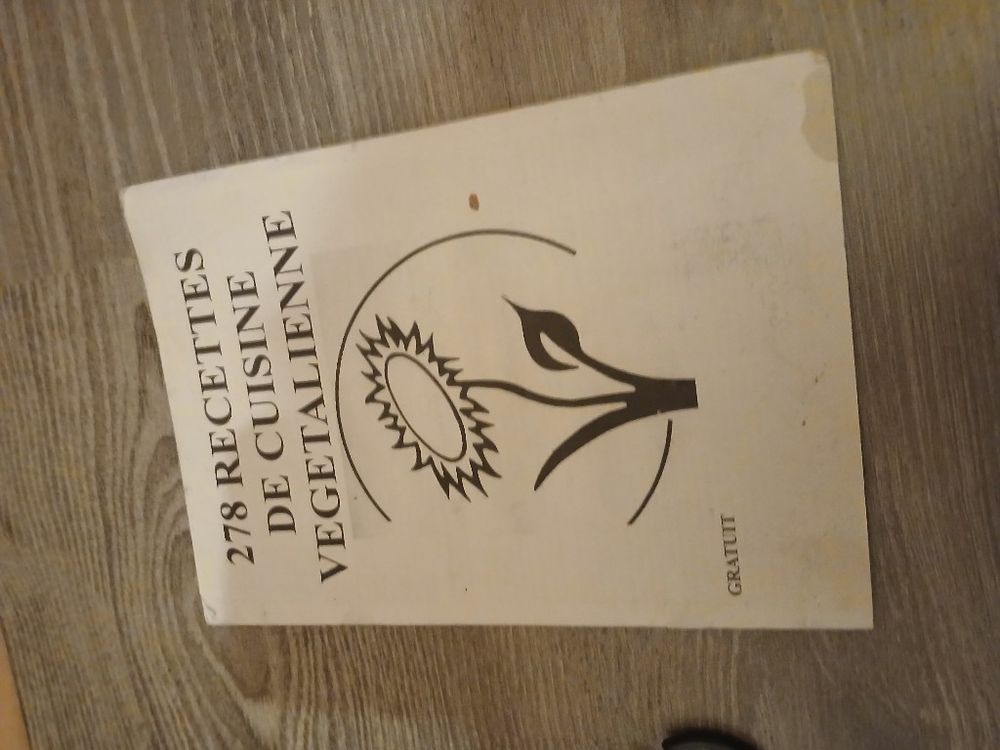 278 RECETTES
DE CUISINE
VEGETALIENNE
GRATUIT